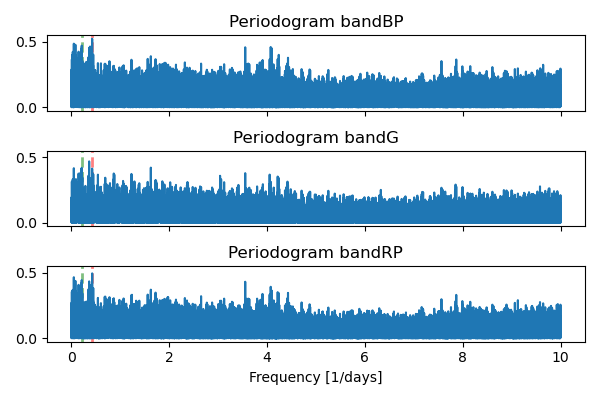 Periodogram bandBP
0.5
0.0
Periodogram bandG
0.5
0.0
Periodogram bandRP
0.5
0.0
0 2 4 6 8 10
Frequency [1/days]